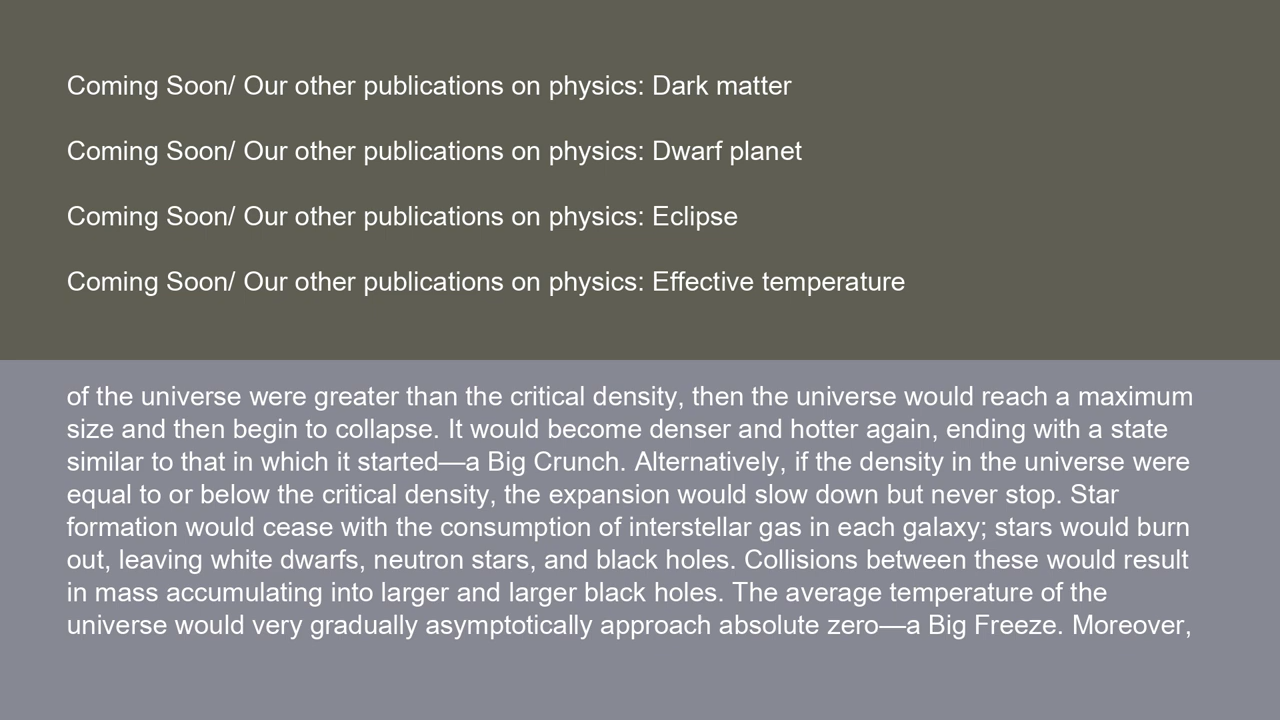 Coming Soon/ Our other publications on physics: Dark matter
Coming Soon/ Our other publications on physics: Dwarf planet
Coming Soon/ Our other publications on physics: Eclipse
Coming Soon/ Our other publications on physics: Effective temperature
of the universe were greater than the critical density, then the universe would reach a maximum
size and then begin to collapse. It would become denser and hotter again, ending with a state
similar to that in which it started—a Big Crunch. Alternatively, if the density in the universe were
equal to or below the critical density, the expansion would slow down but never stop. Star
formation would cease with the consumption of interstellar gas in each galaxy; stars would burn
out, leaving white dwarfs, neutron stars, and black holes. Collisions between these would result
in mass accumulating into larger and larger black holes. The average temperature of the
universe would very gradually asymptotically approach absolute zero—a Big Freeze. Moreover,